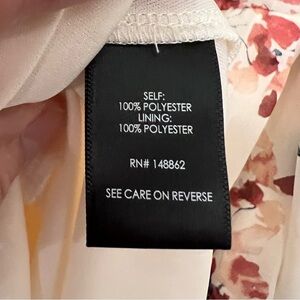 SELF:
100% POLYESTER
LINING:
100% POLYESTER
RN# 148862
SEE CARE ON REVERSE